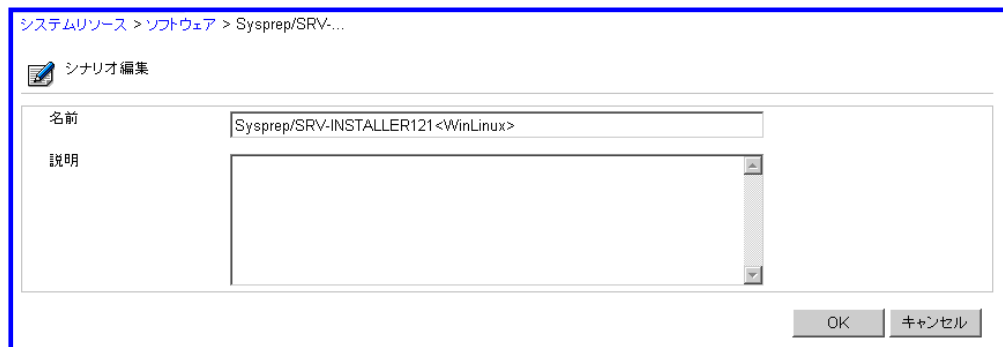 システムリソース > ソフトウェア > Sysprep/SRV-...
シナリオ編集
名前
Sysprep/SRV-INSTALLER121<WinLinux>
説明
OK キャンセル